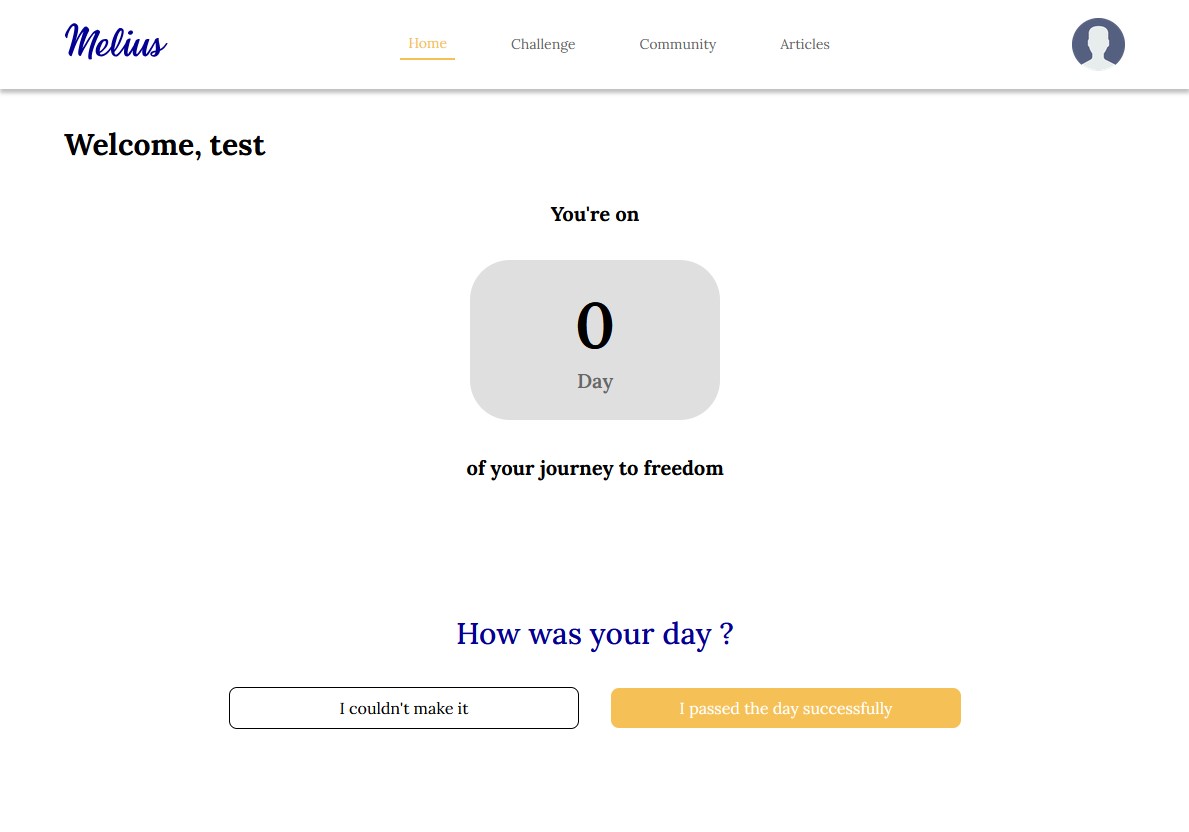 Melius
Home
Challenge
Community
Articles
Welcome, test
You're on
0
Day
of your journey to freedom
How was your day ?
I couldn't make it
I passed the day successfully